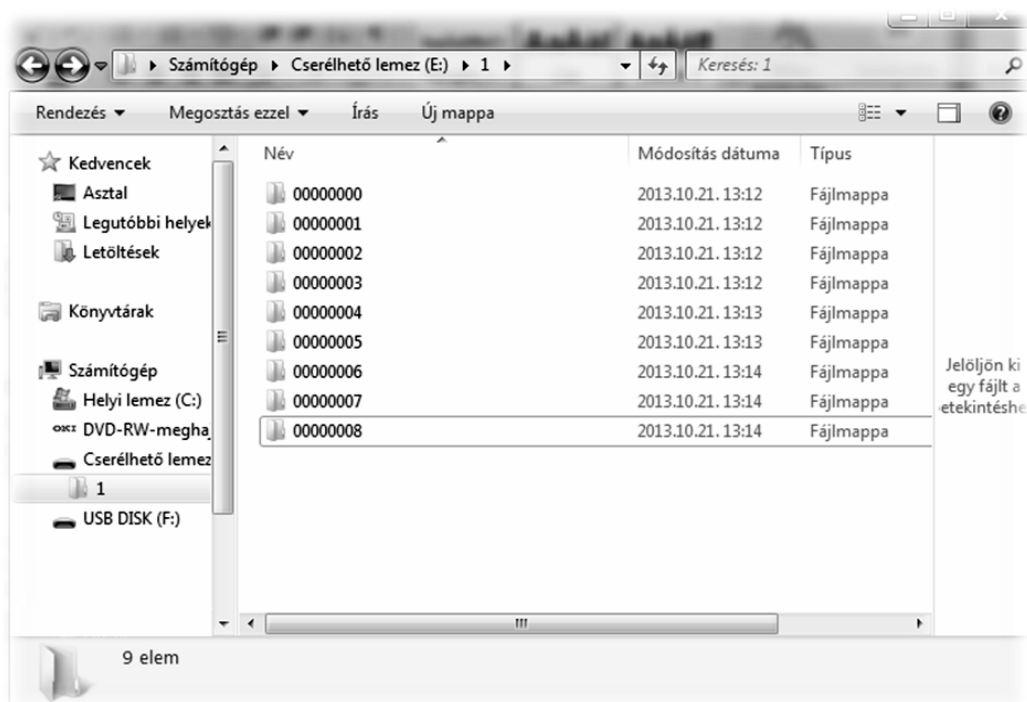 Számítógép ▸ Cserélhető lemez (E:) ▸ 1 ▸ Keresés: 1
Rendezés Megosztás ezzel Írás Új mappa
Név Módosítás dátuma Típus
Kedvencek
Asztal
Legutóbbi helyek
Letöltések
Könyvtárak
Számítógép
Helyi lemez (C:)
DVD-RW-meghaj
Cserélhető lemez
1
USB DISK (F:)
00000000 2013.10.21. 13:12 Fájlmappa
00000001 2013.10.21. 13:12 Fájlmappa
00000002 2013.10.21. 13:12 Fájlmappa
00000003 2013.10.21. 13:12 Fájlmappa
00000004 2013.10.21. 13:13 Fájlmappa
00000005 2013.10.21. 13:13 Fájlmappa
00000006 2013.10.21. 13:14 Fájlmappa
00000007 2013.10.21. 13:14 Fájlmappa
00000008 2013.10.21. 13:14 Fájlmappa
Jelöljön ki
egy fájlt a
etekintéshe
9 elem